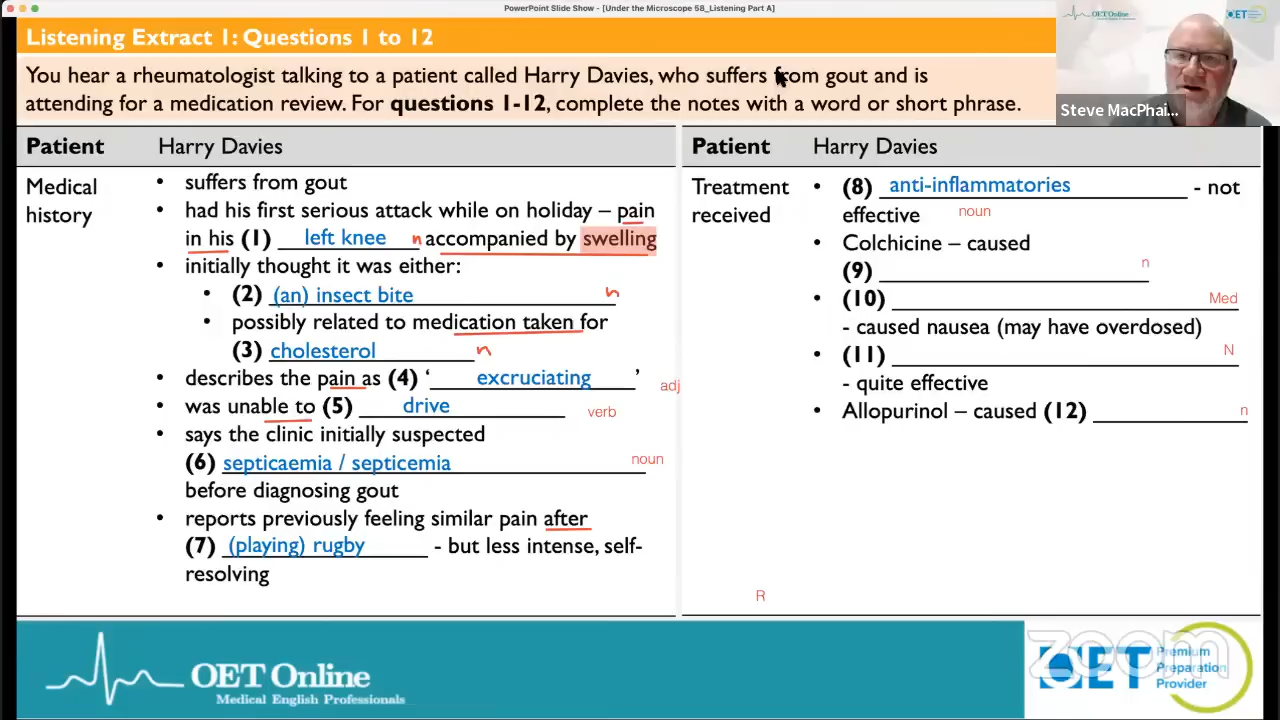 PowerPoint Slide Show - [Under the Microscope 58_Listening Part A]
Listening Extract 1: Questions 1 to 12
You hear a rheumatologist talking to a patient called Harry Davies, who suffers from gout and is
attending for a medication review. For questions 1-12, complete the notes with a word or short phrase.
OET Online
OET
Steve MacPhai...
Patient Harry Davies
Medical history
• suffers from gout
• had his first serious attack while on holiday – pain
in his (1) left knee n accompanied by swelling
• initially thought it was either:
• (2) (an) insect bite n
• possibly related to medication taken for
(3) cholesterol n
• describes the pain as (4) ‘ excruciating ’ adj
• was unable to (5) drive verb
• says the clinic initially suspected
(6) septicaemia / septicemia noun
before diagnosing gout
• reports previously feeling similar pain after
(7) (playing) rugby - but less intense, self-
resolving
Patient Harry Davies
Treatment received
• (8) anti-inflammatories - not
effective noun
• Colchicine – caused
(9) n
• (10) Med
- caused nausea (may have overdosed)
• (11) N
- quite effective
• Allopurinol – caused (12) n
R
OET Online
Medical English Professionals
zoom
OET
Premium
Preparation
Provider